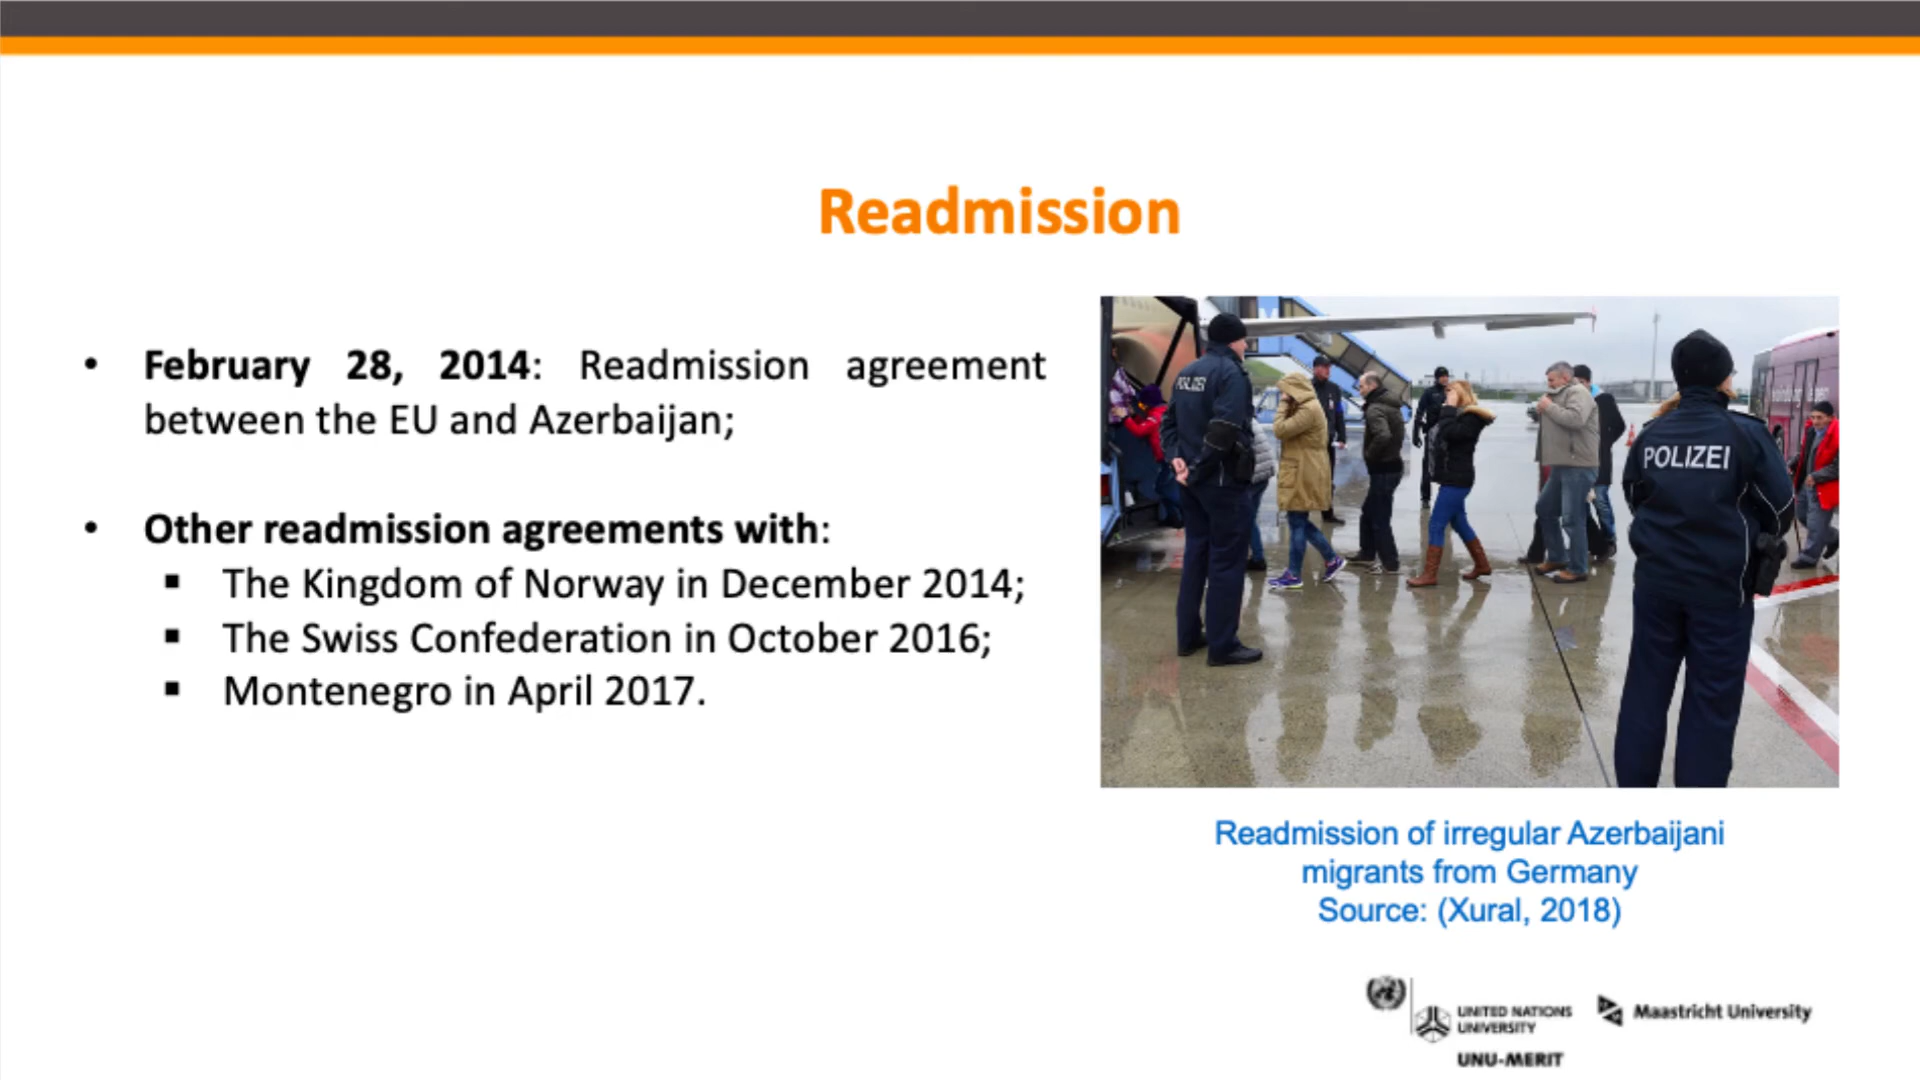 Readmission
• February 28, 2014: Readmission agreement
between the EU and Azerbaijan;
• Other readmission agreements with:
▪ The Kingdom of Norway in December 2014;
▪ The Swiss Confederation in October 2016;
▪ Montenegro in April 2017.
POLIZEI
POLIZEI
Readmission of irregular Azerbaijani
migrants from Germany
Source: (Xural, 2018)
UNITED NATIONS
UNIVERSITY
UNU-MERIT
Maastricht University